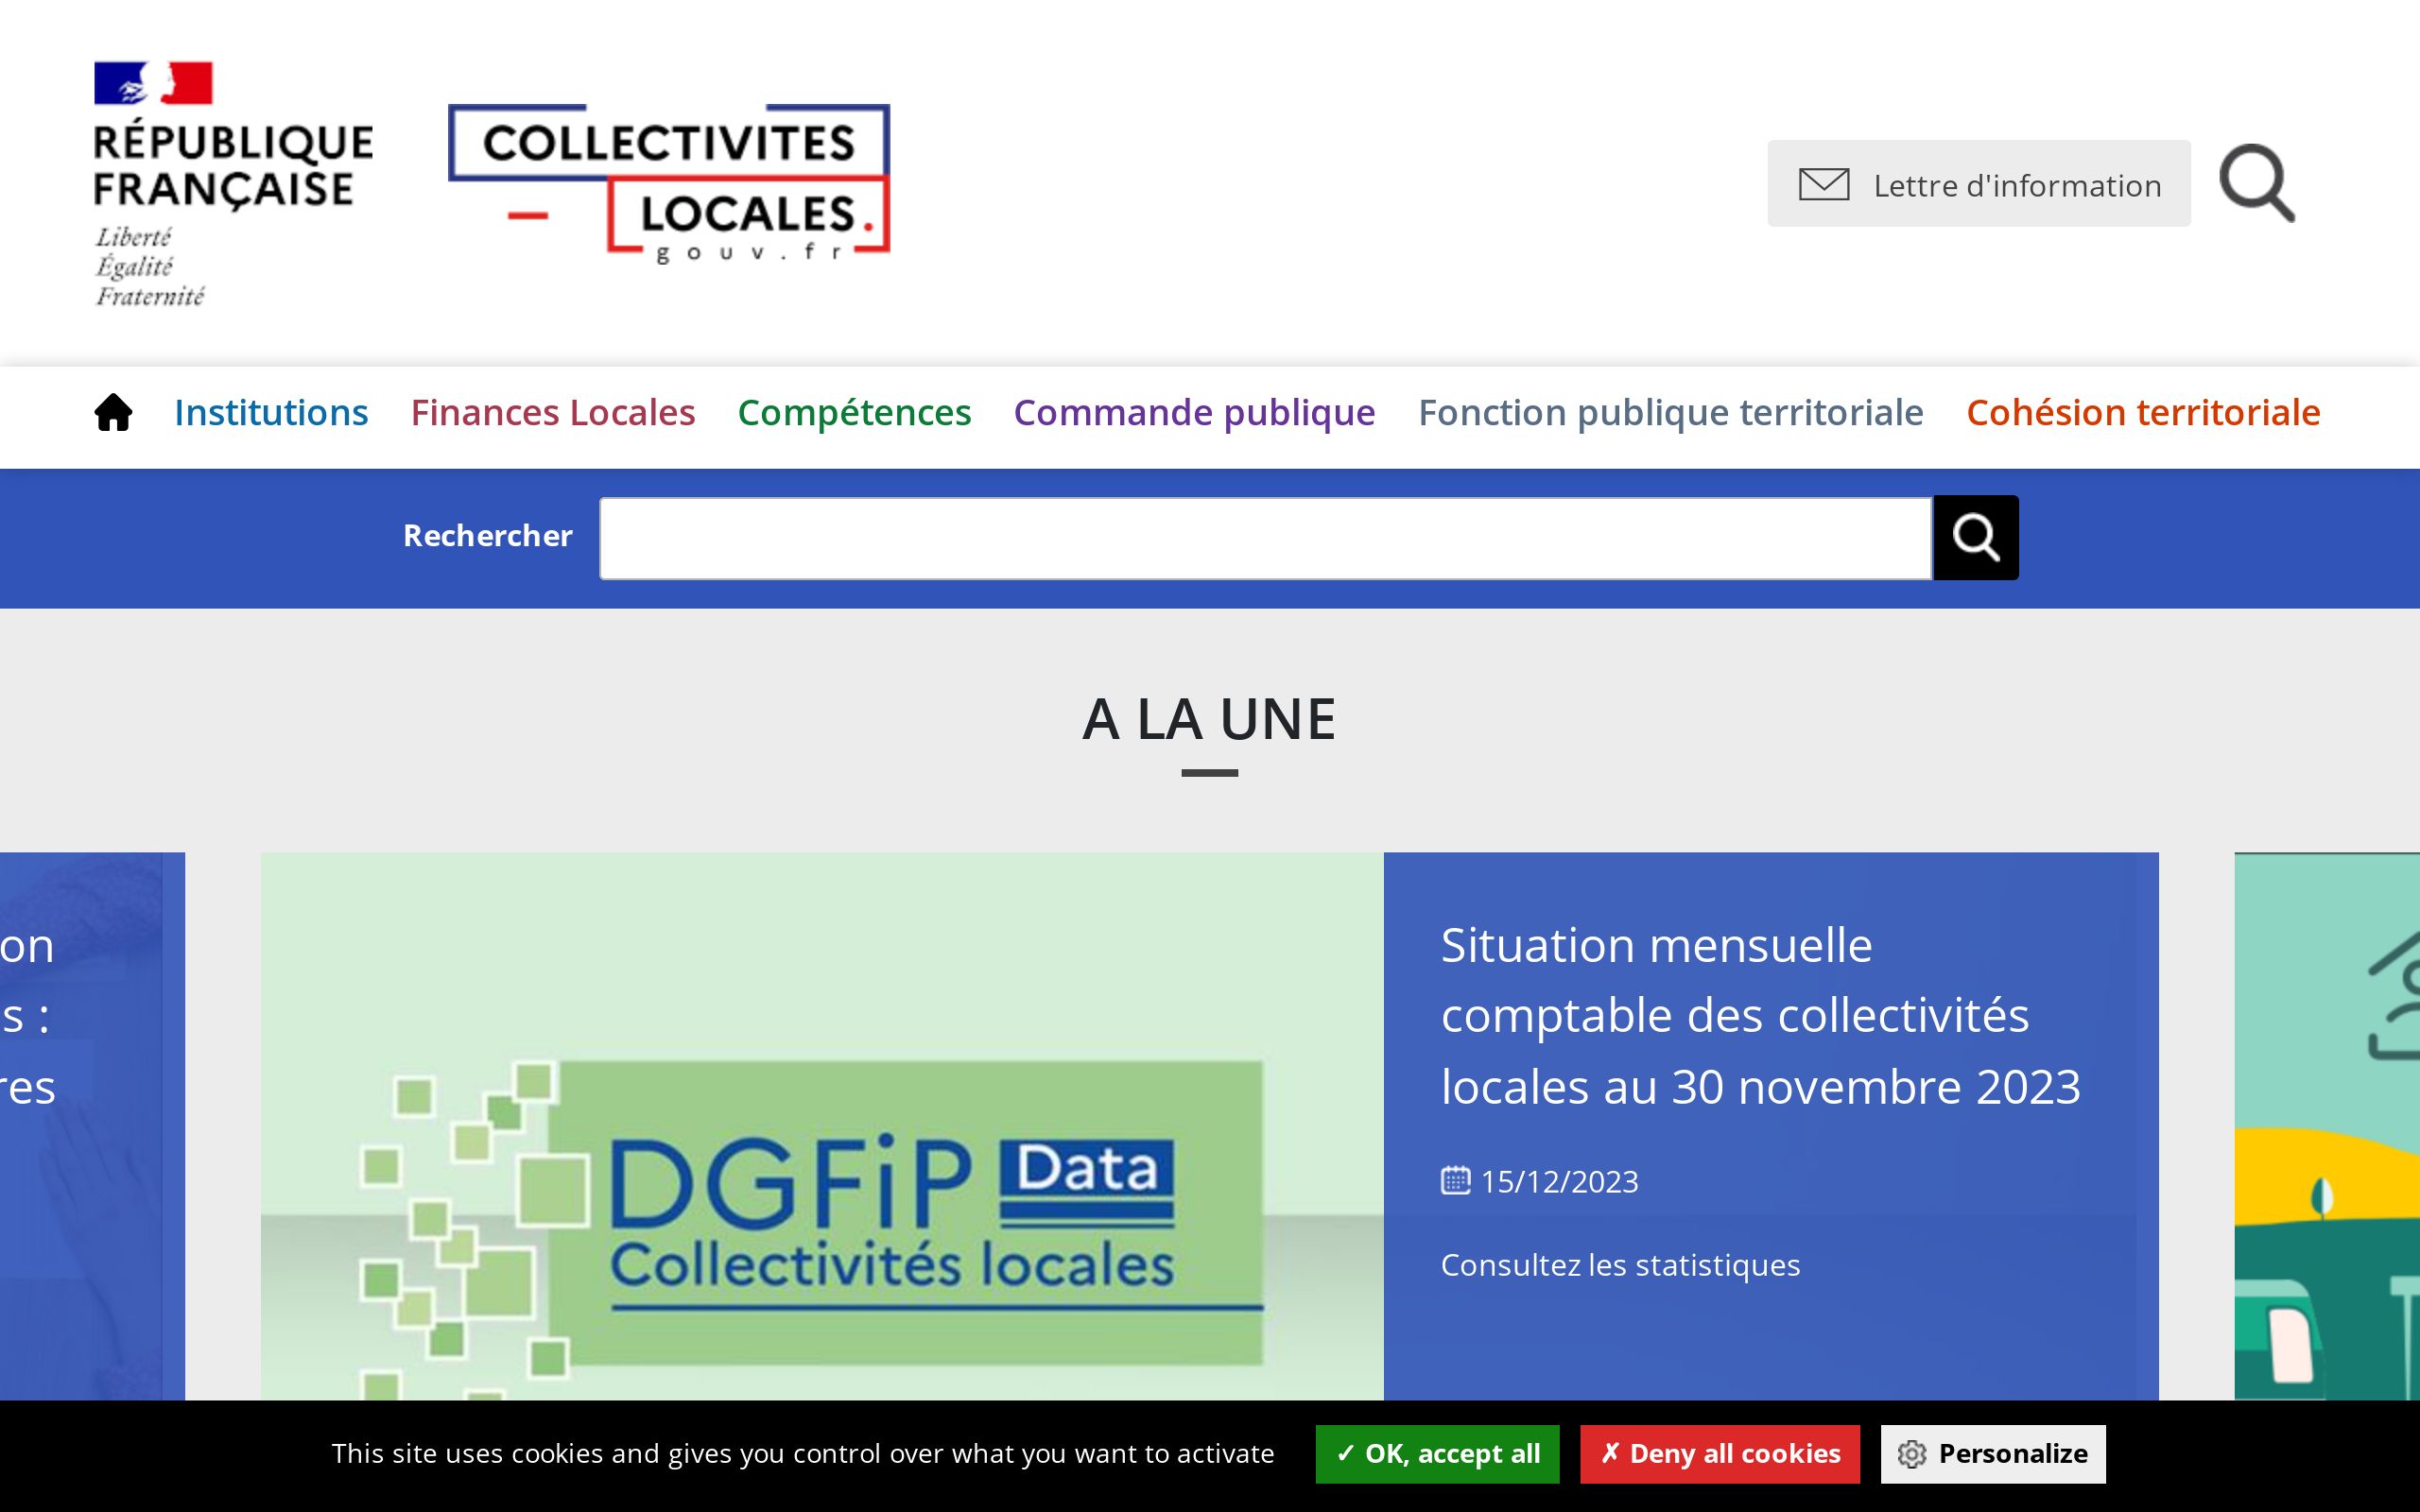 RÉPUBLIQUE
FRANÇAISE
Liberté
Égalité
Fraternité
COLLECTIVITES
LOCALES.
gouv.fr
Lettre d'information
Institutions Finances Locales Compétences Commande publique Fonction publique territoriale Cohésion territoriale
Rechercher
A LA UNE
on
s :
res
DGFiP Data
Collectivités locales
Situation mensuelle
comptable des collectivités
locales au 30 novembre 2023
15/12/2023
Consultez les statistiques
This site uses cookies and gives you control over what you want to activate
✓ OK, accept all
✗ Deny all cookies
Personalize